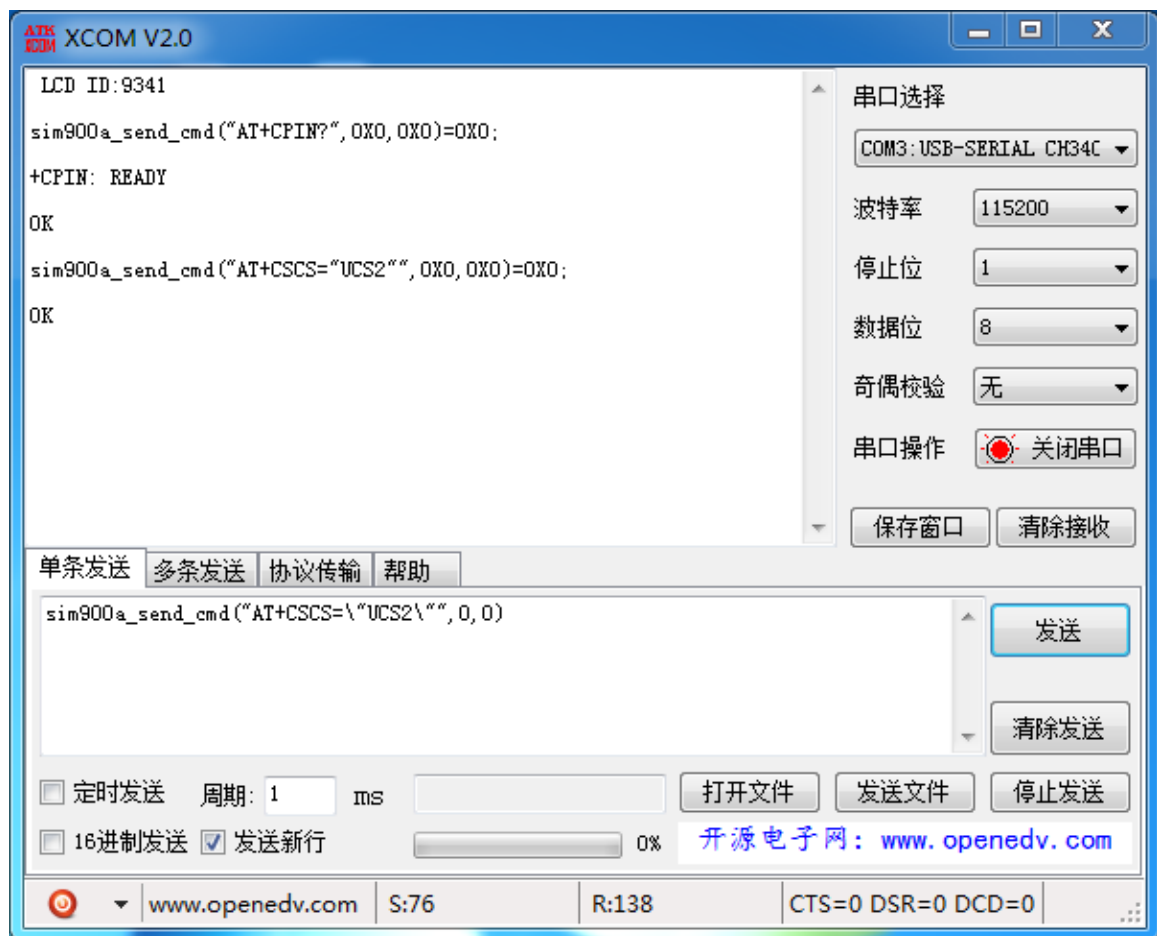 ATK XCOM XCOM V2.0
LCD ID:9341
sim900a_send_cmd("AT+CPIN?",0X0,0X0)=0X0;
+CPIN: READY
OK
sim900a_send_cmd("AT+CSCS="UCS2"",0X0,0X0)=0X0;
OK
串口选择
COM3:USB-SERIAL CH34C
波特率 115200
停止位 1
数据位 8
奇偶校验 无
串口操作 关闭串口
保存窗口 清除接收
单条发送 多条发送 协议传输 帮助
sim900a_send_cmd("AT+CSCS=\"UCS2\"",0,0)
发送
清除发送
定时发送 周期: 1 ms 打开文件 发送文件 停止发送
16进制发送 发送新行 0% 开源电子网: www.openedv.com
www.openedv.com S:76 R:138 CTS=0 DSR=0 DCD=0